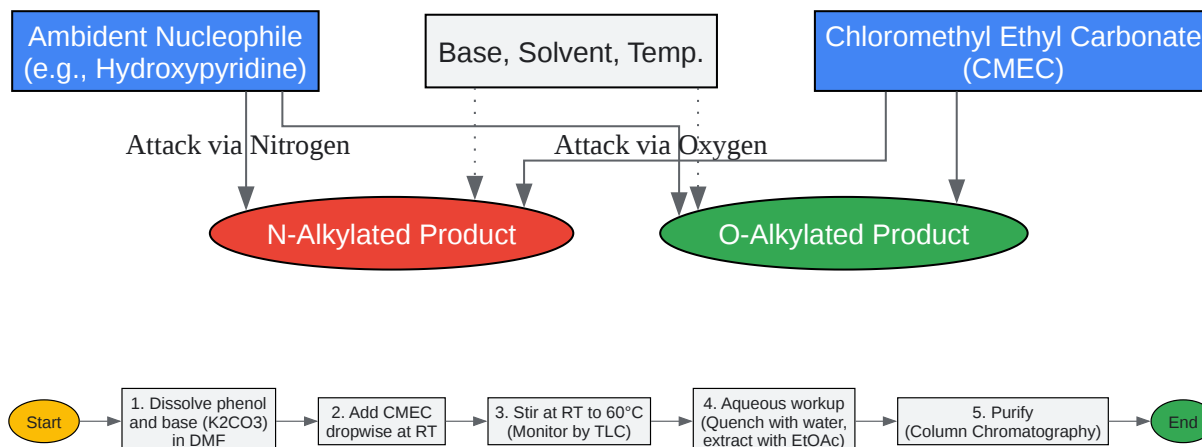 Ambident Nucleophile
(e.g., Hydroxypyridine)
Base, Solvent, Temp.
Chloromethyl Ethyl Carbonate
(CMEC)
Attack via Nitrogen
Attack via Oxygen
N-Alkylated Product
O-Alkylated Product
Start
1. Dissolve phenol
and base (K2CO3)
in DMF
2. Add CMEC
dropwise at RT
3. Stir at RT to 60°C
(Monitor by TLC)
4. Aqueous workup
(Quench with water,
extract with EtOAc)
5. Purify
(Column Chromatography)
End